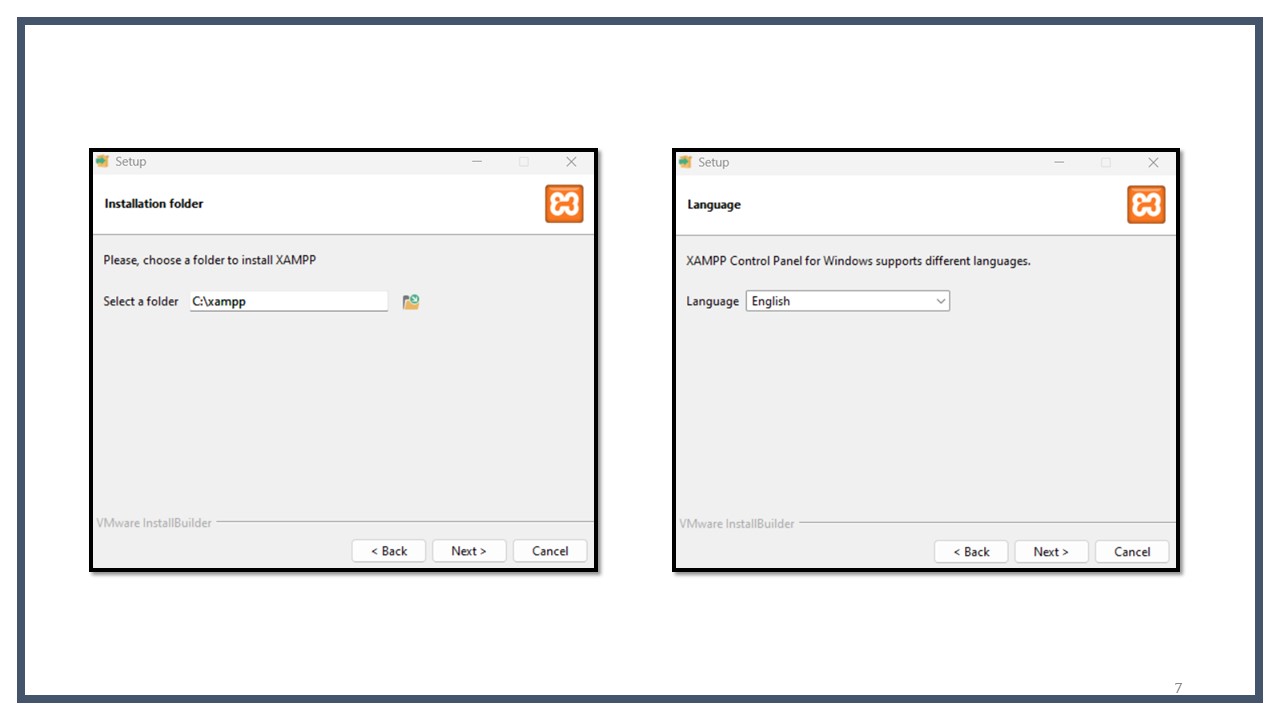 Setup
Installation folder
Please, choose a folder to install XAMPP
Select a folder C:\xampp
VMware InstallBuilder
< Back Next > Cancel
Setup
Language
XAMPP Control Panel for Windows supports different languages.
Language English
VMware InstallBuilder
< Back Next > Cancel
7